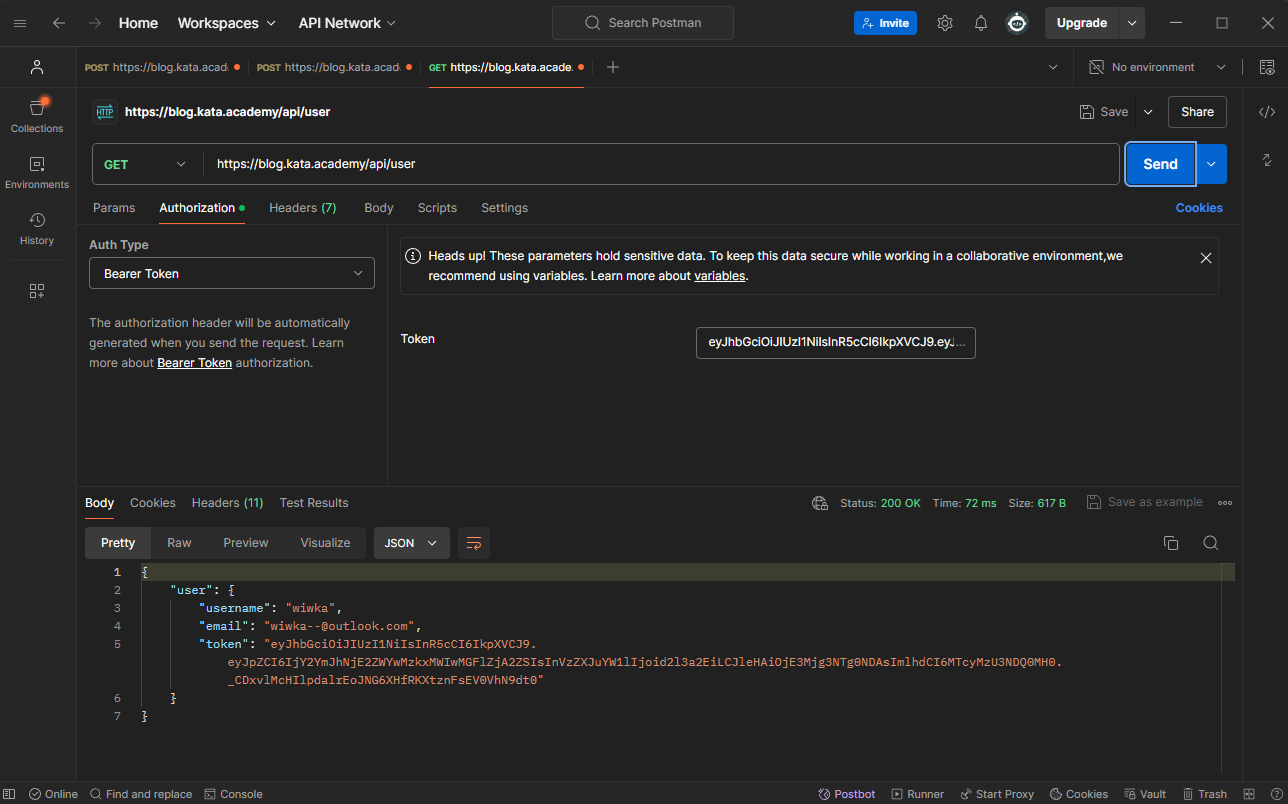 Home Workspaces API Network Search Postman Invite Upgrade
POST https://blog.kata.acad POST https://blog.kata.acad GET https://blog.kata.acade. No environment
HTTP https://blog.kata.academy/api/user Save Share
Collections
GET https://blog.kata.academy/api/user Send
Environments
Params Authorization Headers (7) Body Scripts Settings Cookies
History
Auth Type
Bearer Token
Heads up! These parameters hold sensitive data. To keep this data secure while working in a collaborative environment,we
recommend using variables. Learn more about variables.
The authorization header will be automatically
generated when you send the request. Learn
more about Bearer Token authorization.
Token eyJhbGciOiJIUzI1NiIsInR5cCI6IkpXVCJ9.eyJ...
Body Cookies Headers (11) Test Results Status: 200 OK Time: 72 ms Size: 617 B Save as example
Pretty Raw Preview Visualize JSON
1 {
2 "user": {
3 "username": "wiwka",
4 "email": "wiwka--@outlook.com",
5 "token": "eyJhbGciOiJIUzI1NiIsInR5cCI6IkpXVCJ9.
eyJpZCI6IjY2YmJhNjE2ZWYwMzkxMWIwMGFlZjA2ZSIsInVzZXJuYW1lIjoid2l3a2EiLCJleHAiOjE3Mjg3NTg0NDAsImlhdCI6MTcyMzU3NDQ0MH0.
_CDxvlMcHIlpdalrEoJNG6XHfRKXtznFsEV0VhN9dt0"
6 }
7 }
Online Find and replace Console Postbot Runner Start Proxy Cookies Vault Trash